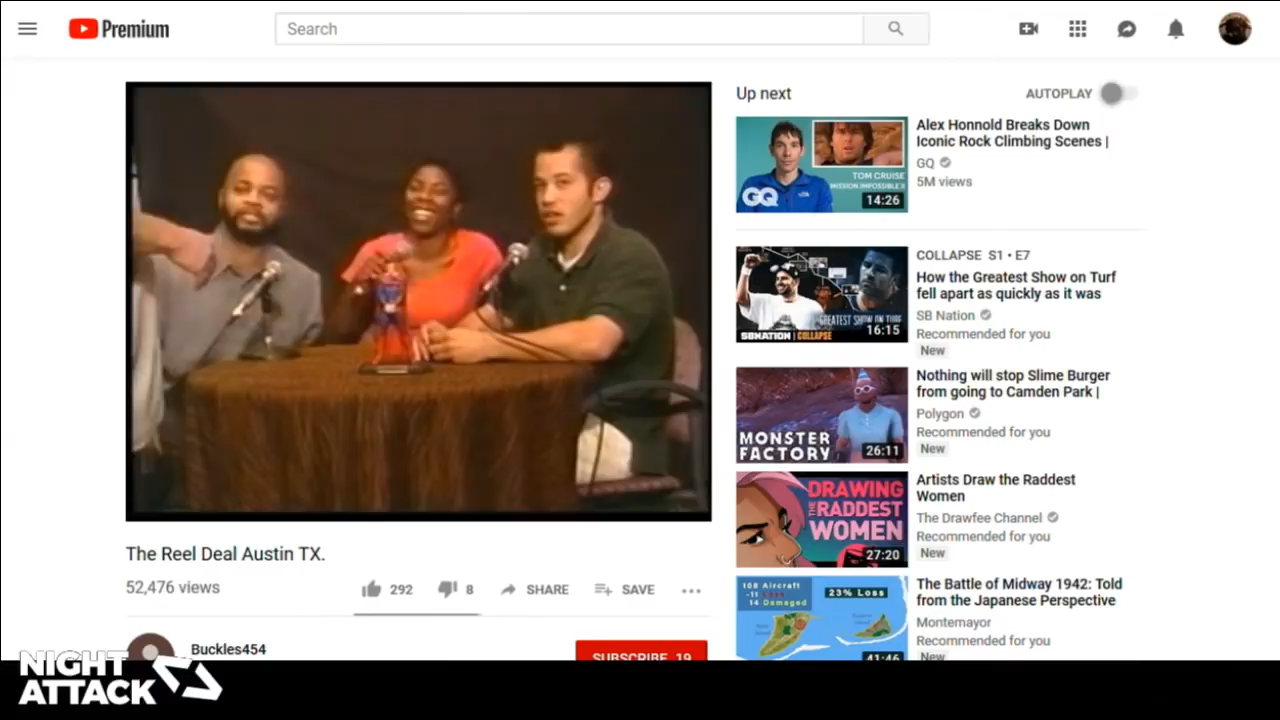 Premium
Search
Up next
AUTOPLAY
TOM CRUISE
MISSION IMPOSSIBLE II
GQ
14:26
Alex Honnold Breaks Down
Iconic Rock Climbing Scenes |
GQ
5M views
GREATEST SHOW ON TURF
SBNATION | COLLAPSE
16:15
COLLAPSE S1 • E7
How the Greatest Show on Turf
fell apart as quickly as it was
SB Nation
Recommended for you
New
MONSTER
FACTORY
26:11
Nothing will stop Slime Burger
from going to Camden Park |
Polygon
Recommended for you
New
DRAWING
THE RADDEST
WOMEN
27:20
Artists Draw the Raddest
Women
The Drawfee Channel
Recommended for you
New
108 Aircraft
-11
14 Damaged
23% Loss
41:46
The Battle of Midway 1942: Told
from the Japanese Perspective
Montemayor
Recommended for you
New
The Reel Deal Austin TX.
52,476 views
292
8
SHARE
SAVE
Buckles454
SUBSCRIBE 19
NIGHT
ATTACK